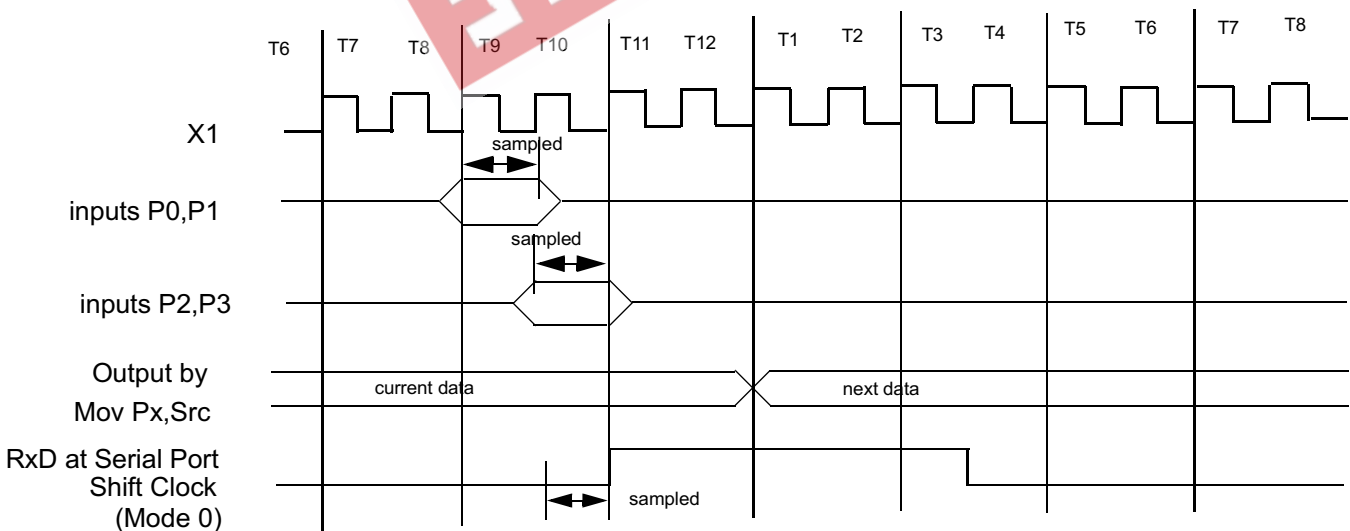 T6 T7 T8 T9 T10 T11 T12 T1 T2 T3 T4 T5 T6 T7 T8
X1
sampled
inputs P0,P1
sampled
inputs P2,P3
Output by
Mov Px,Src
current data
next data
RxD at Serial Port
Shift Clock
(Mode 0)
sampled